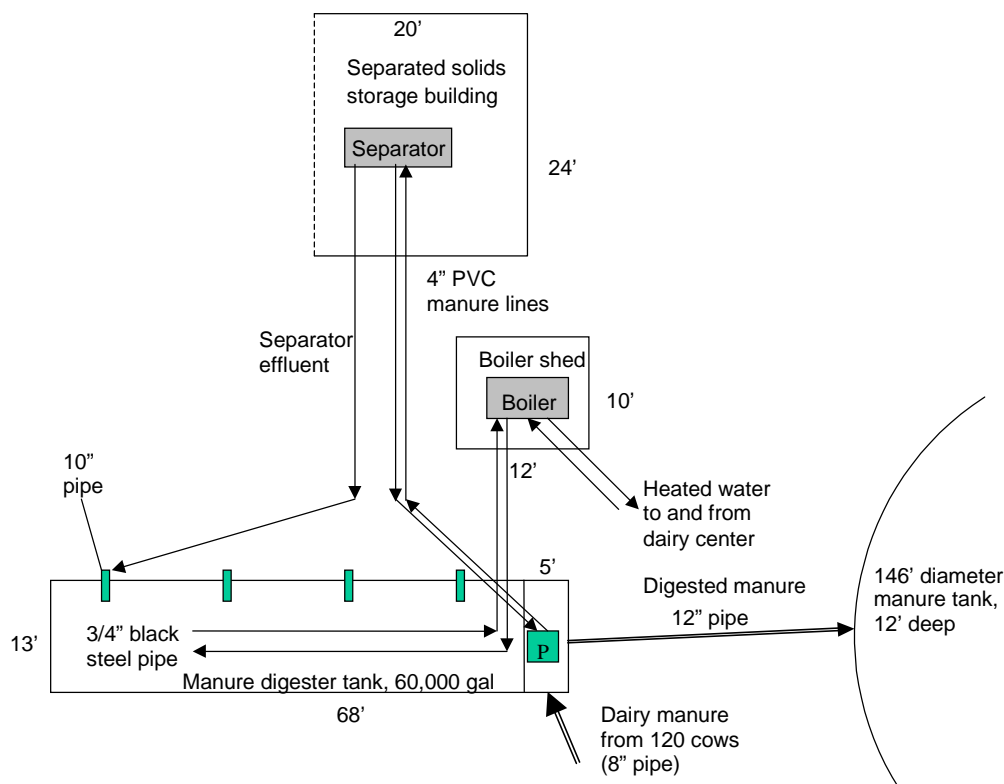 20’
Separated solids
storage building
Separator
24’
4” PVC
manure lines
Separator
effluent
Boiler shed
Boiler
10’
12’
10”
pipe
Heated water
to and from
dairy center
5’
Digested manure
12” pipe
146’ diameter
manure tank,
12’ deep
13’
3/4” black
steel pipe
P
Manure digester tank, 60,000 gal
68’
Dairy manure
from 120 cows
(8” pipe)